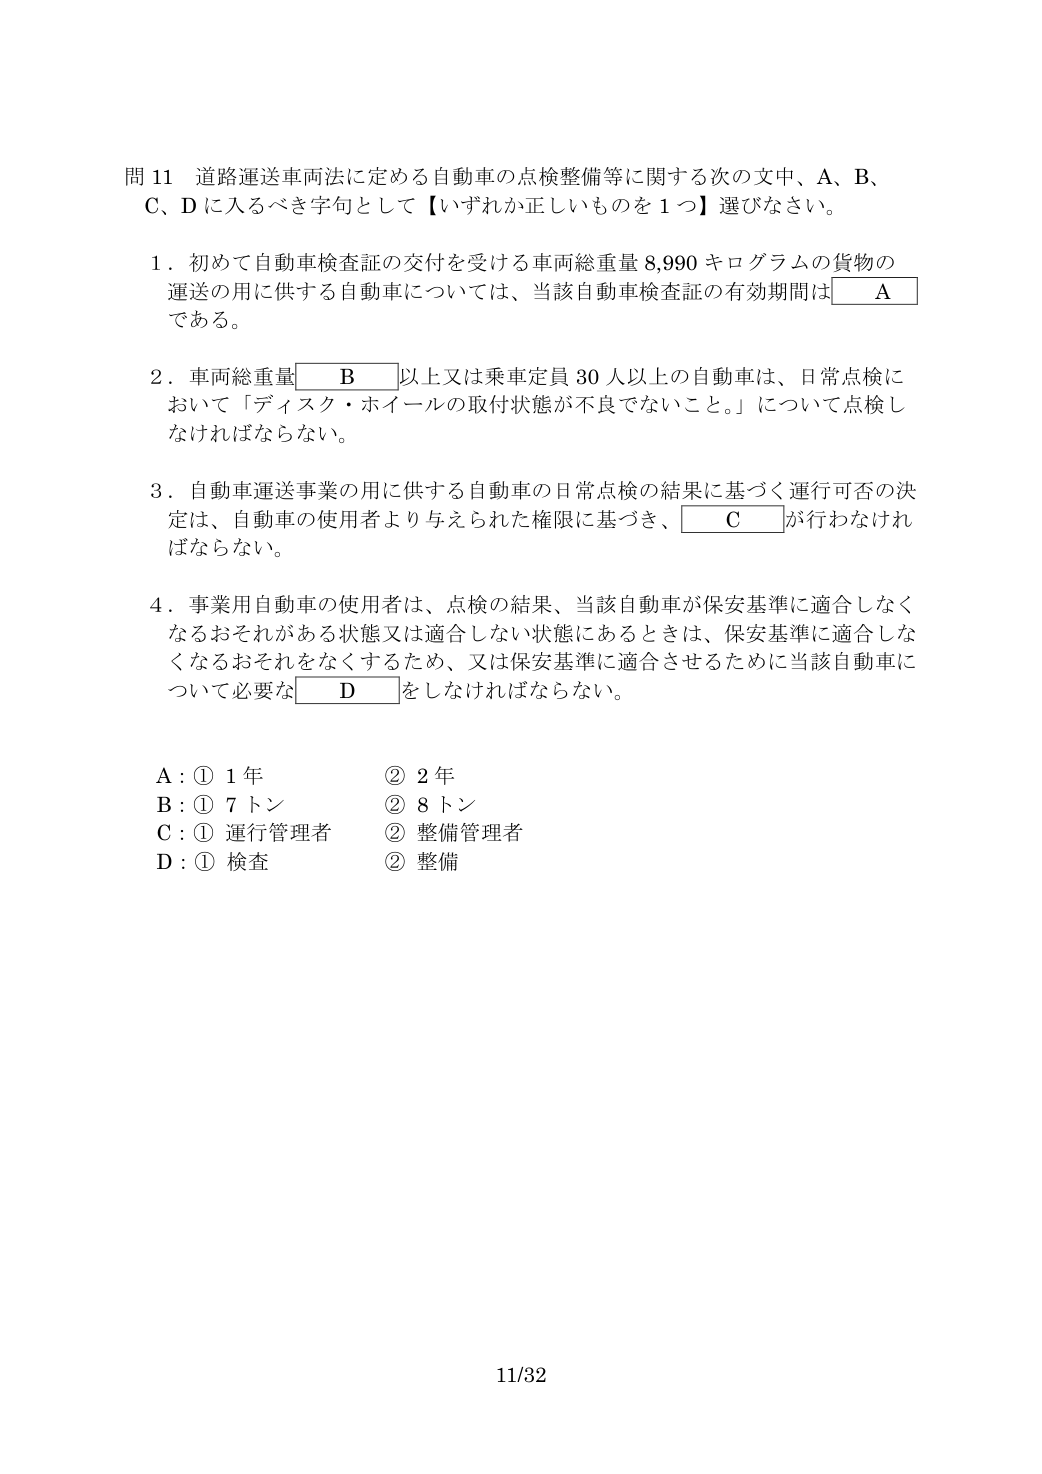 問 11　道路運送車両法に定める自動車の点検整備等に関する次の文中、A、B、
C、D に入るべき字句として【いずれか正しいものを 1 つ】選びなさい。
１．初めて自動車検査証の交付を受ける車両総重量 8,990 キログラムの貨物の
運送の用に供する自動車については、当該自動車検査証の有効期間は A
である。
２．車両総重量 B 以上又は乗車定員 30 人以上の自動車は、日常点検に
おいて「ディスク・ホイールの取付状態が不良でないこと。」について点検し
なければならない。
３．自動車運送事業の用に供する自動車の日常点検の結果に基づく運行可否の決
定は、自動車の使用者より与えられた権限に基づき、 C が行わなけれ
ばならない。
４．事業用自動車の使用者は、点検の結果、当該自動車が保安基準に適合しなく
なるおそれがある状態又は適合しない状態にあるときは、保安基準に適合しな
くなるおそれをなくするため、又は保安基準に適合させるために当該自動車に
ついて必要な D をしなければならない。
A：① 1 年　② 2 年
B：① 7 トン　② 8 トン
C：① 運行管理者　② 整備管理者
D：① 検査　② 整備
11/32